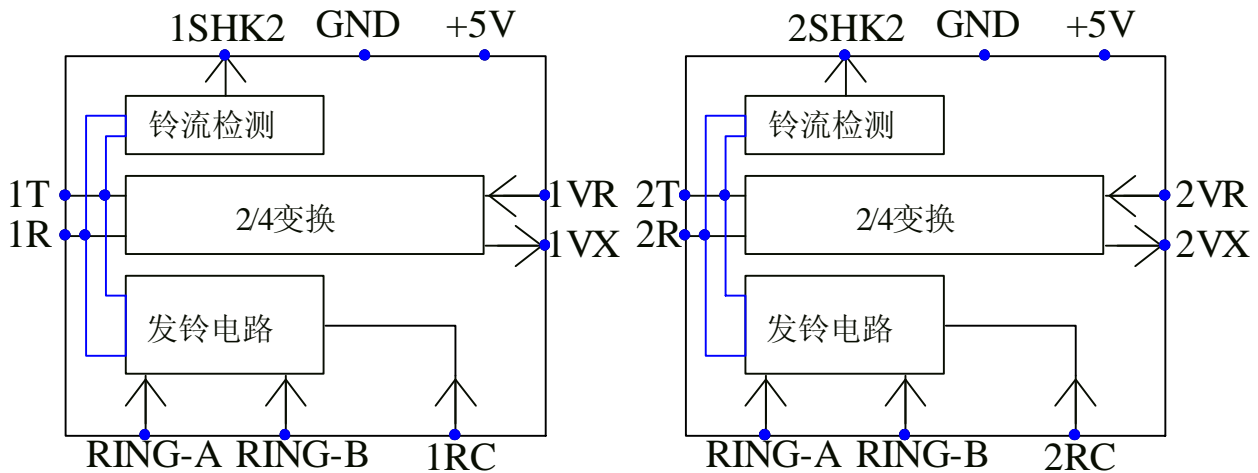 1SHK2 GND +5V
铃流检测
1T
1VR
2/4变换
1R
1VX
发铃电路
RING-A RING-B 1RC
2SHK2 GND +5V
铃流检测
2T
2VR
2/4变换
2R
2VX
发铃电路
RING-A RING-B 2RC